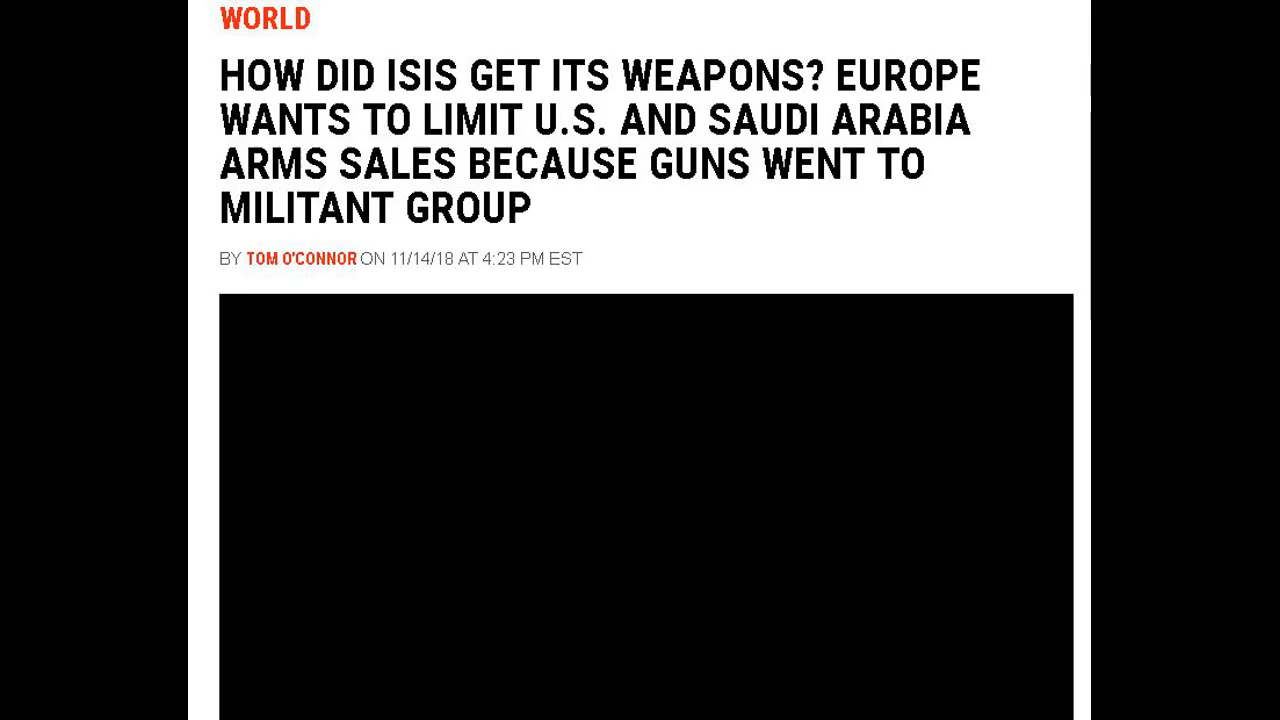 WORLD
HOW DID ISIS GET ITS WEAPONS? EUROPE
WANTS TO LIMIT U.S. AND SAUDI ARABIA
ARMS SALES BECAUSE GUNS WENT TO
MILITANT GROUP
BY TOM O'CONNOR ON 11/14/18 AT 4:23 PM EST